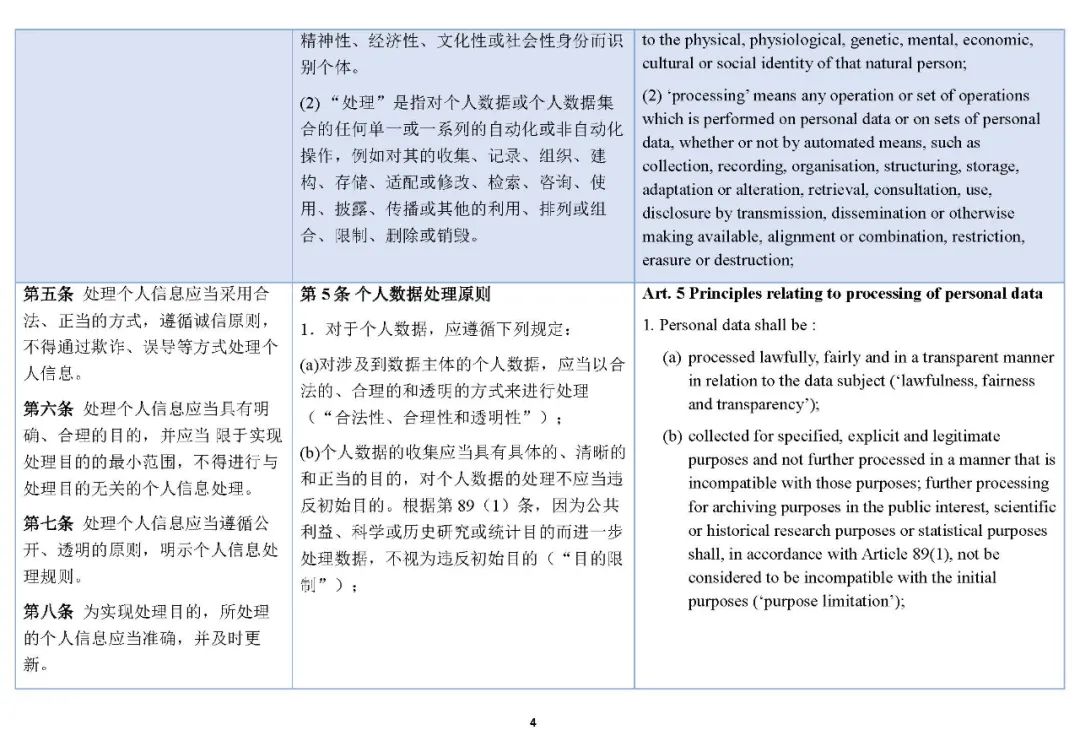 精神性、经济性、文化性或社会性身份而识
别个体。
(2) “处理”是指对个人数据或个人数据集
合的任何单一或一系列的自动化或非自动化
操作，例如对其的收集、记录、组织、建
构、存储、适配或修改、检索、咨询、使
用、披露、传播或其他的利用、排列或组
合、限制、删除或销毁。
to the physical, physiological, genetic, mental, economic,
cultural or social identity of that natural person;
(2) ‘processing’ means any operation or set of operations
which is performed on personal data or on sets of personal
data, whether or not by automated means, such as
collection, recording, organisation, structuring, storage,
adaptation or alteration, retrieval, consultation, use,
disclosure by transmission, dissemination or otherwise
making available, alignment or combination, restriction,
erasure or destruction;
第五条 处理个人信息应当采用合
法、正当的方式，遵循诚信原则，
不得通过欺诈、误导等方式处理个
人信息。
第六条 处理个人信息应当具有明
确、合理的目的，并应当 限于实现
处理目的的最小范围，不得进行与
处理目的无关的个人信息处理。
第七条 处理个人信息应当遵循公
开、透明的原则，明示个人信息处
理规则。
第八条 为实现处理目的，所处理
的个人信息应当准确，并及时更
新。
第 5 条 个人数据处理原则
1．对于个人数据，应遵循下列规定：
(a)对涉及到数据主体的个人数据，应当以合
法的、合理的和透明的方式来进行处理
（“合法性、合理性和透明性”）；
(b)个人数据的收集应当具有具体的、清晰的
和正当的目的，对个人数据的处理不应当违
反初始目的。根据第 89（1）条，因为公共
利益、科学或历史研究或统计目的而进一步
处理数据，不视为违反初始目的（“目的限
制”）；
Art. 5 Principles relating to processing of personal data
1. Personal data shall be :
(a) processed lawfully, fairly and in a transparent manner
in relation to the data subject (‘lawfulness, fairness
and transparency’);
(b) collected for specified, explicit and legitimate
purposes and not further processed in a manner that is
incompatible with those purposes; further processing
for archiving purposes in the public interest, scientific
or historical research purposes or statistical purposes
shall, in accordance with Article 89(1), not be
considered to be incompatible with the initial
purposes (‘purpose limitation’);
4